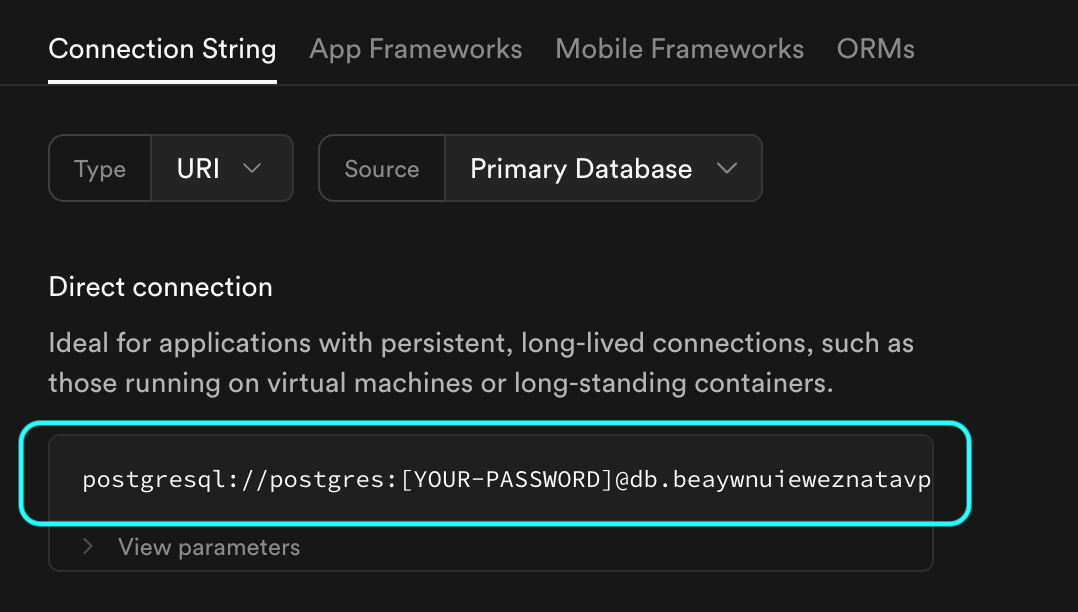 Connection String App Frameworks Mobile Frameworks ORMs
Type URI Source Primary Database
Direct connection
Ideal for applications with persistent, long-lived connections, such as
those running on virtual machines or long-standing containers.
postgresql://postgres:[YOUR-PASSWORD]@db.beaywnuieweznatavp
View parameters